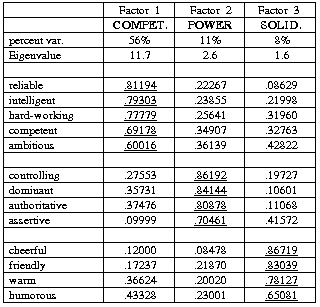 Factor 1 Factor 2 Factor 3
COMPET. POWER SOLID.
percent var. 56% 11% 8%
Eigenvalue 11.7 2.6 1.6
reliable .81194 .22267 .08629
intelligent .79303 .23855 .21998
hard-working .77779 .25641 .31960
competent .69178 .34907 .32763
ambitious .60016 .36139 .42822
controlling .27553 .86192 .19727
dominant .35731 .84144 .10601
authoritative .37476 .80878 .11068
assertive .09999 .70461 .41572
cheerful .12000 .08478 .86719
friendly .17237 .21870 .83039
warm .36624 .20020 .78127
humorous .43328 .23001 .65081